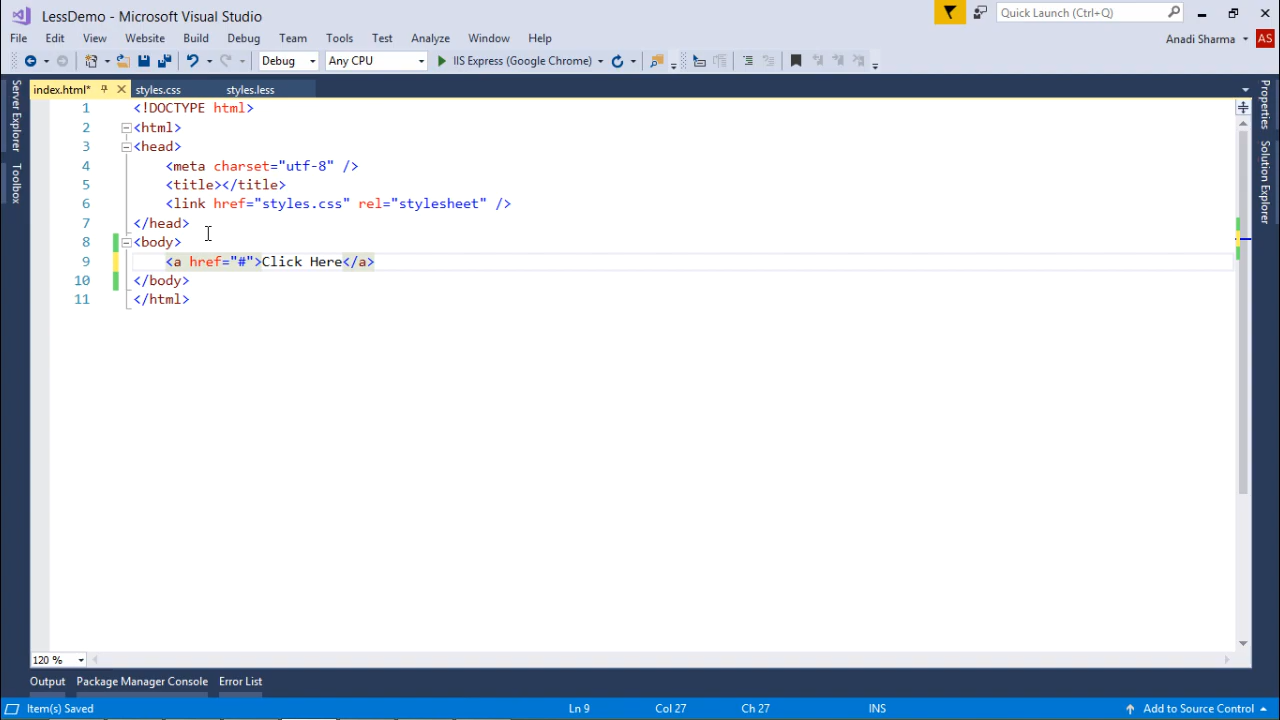 LessDemo - Microsoft Visual Studio
Quick Launch (Ctrl+Q)
File Edit View Website Build Debug Team Tools Test Analyze Window Help
Anadi Sharma AS
Debug Any CPU IIS Express (Google Chrome)
index.html* styles.css styles.less
Server Explorer
Toolbox
Properties
Solution Explorer
1 <!DOCTYPE html>
2 <html>
3 <head>
4 <meta charset="utf-8" />
5 <title></title>
6 <link href="styles.css" rel="stylesheet" />
7 </head>
8 <body>
9 <a href="#">Click Here</a>
10 </body>
11 </html>
120 %
Output Package Manager Console Error List
Item(s) Saved Ln 9 Col 27 Ch 27 INS Add to Source Control